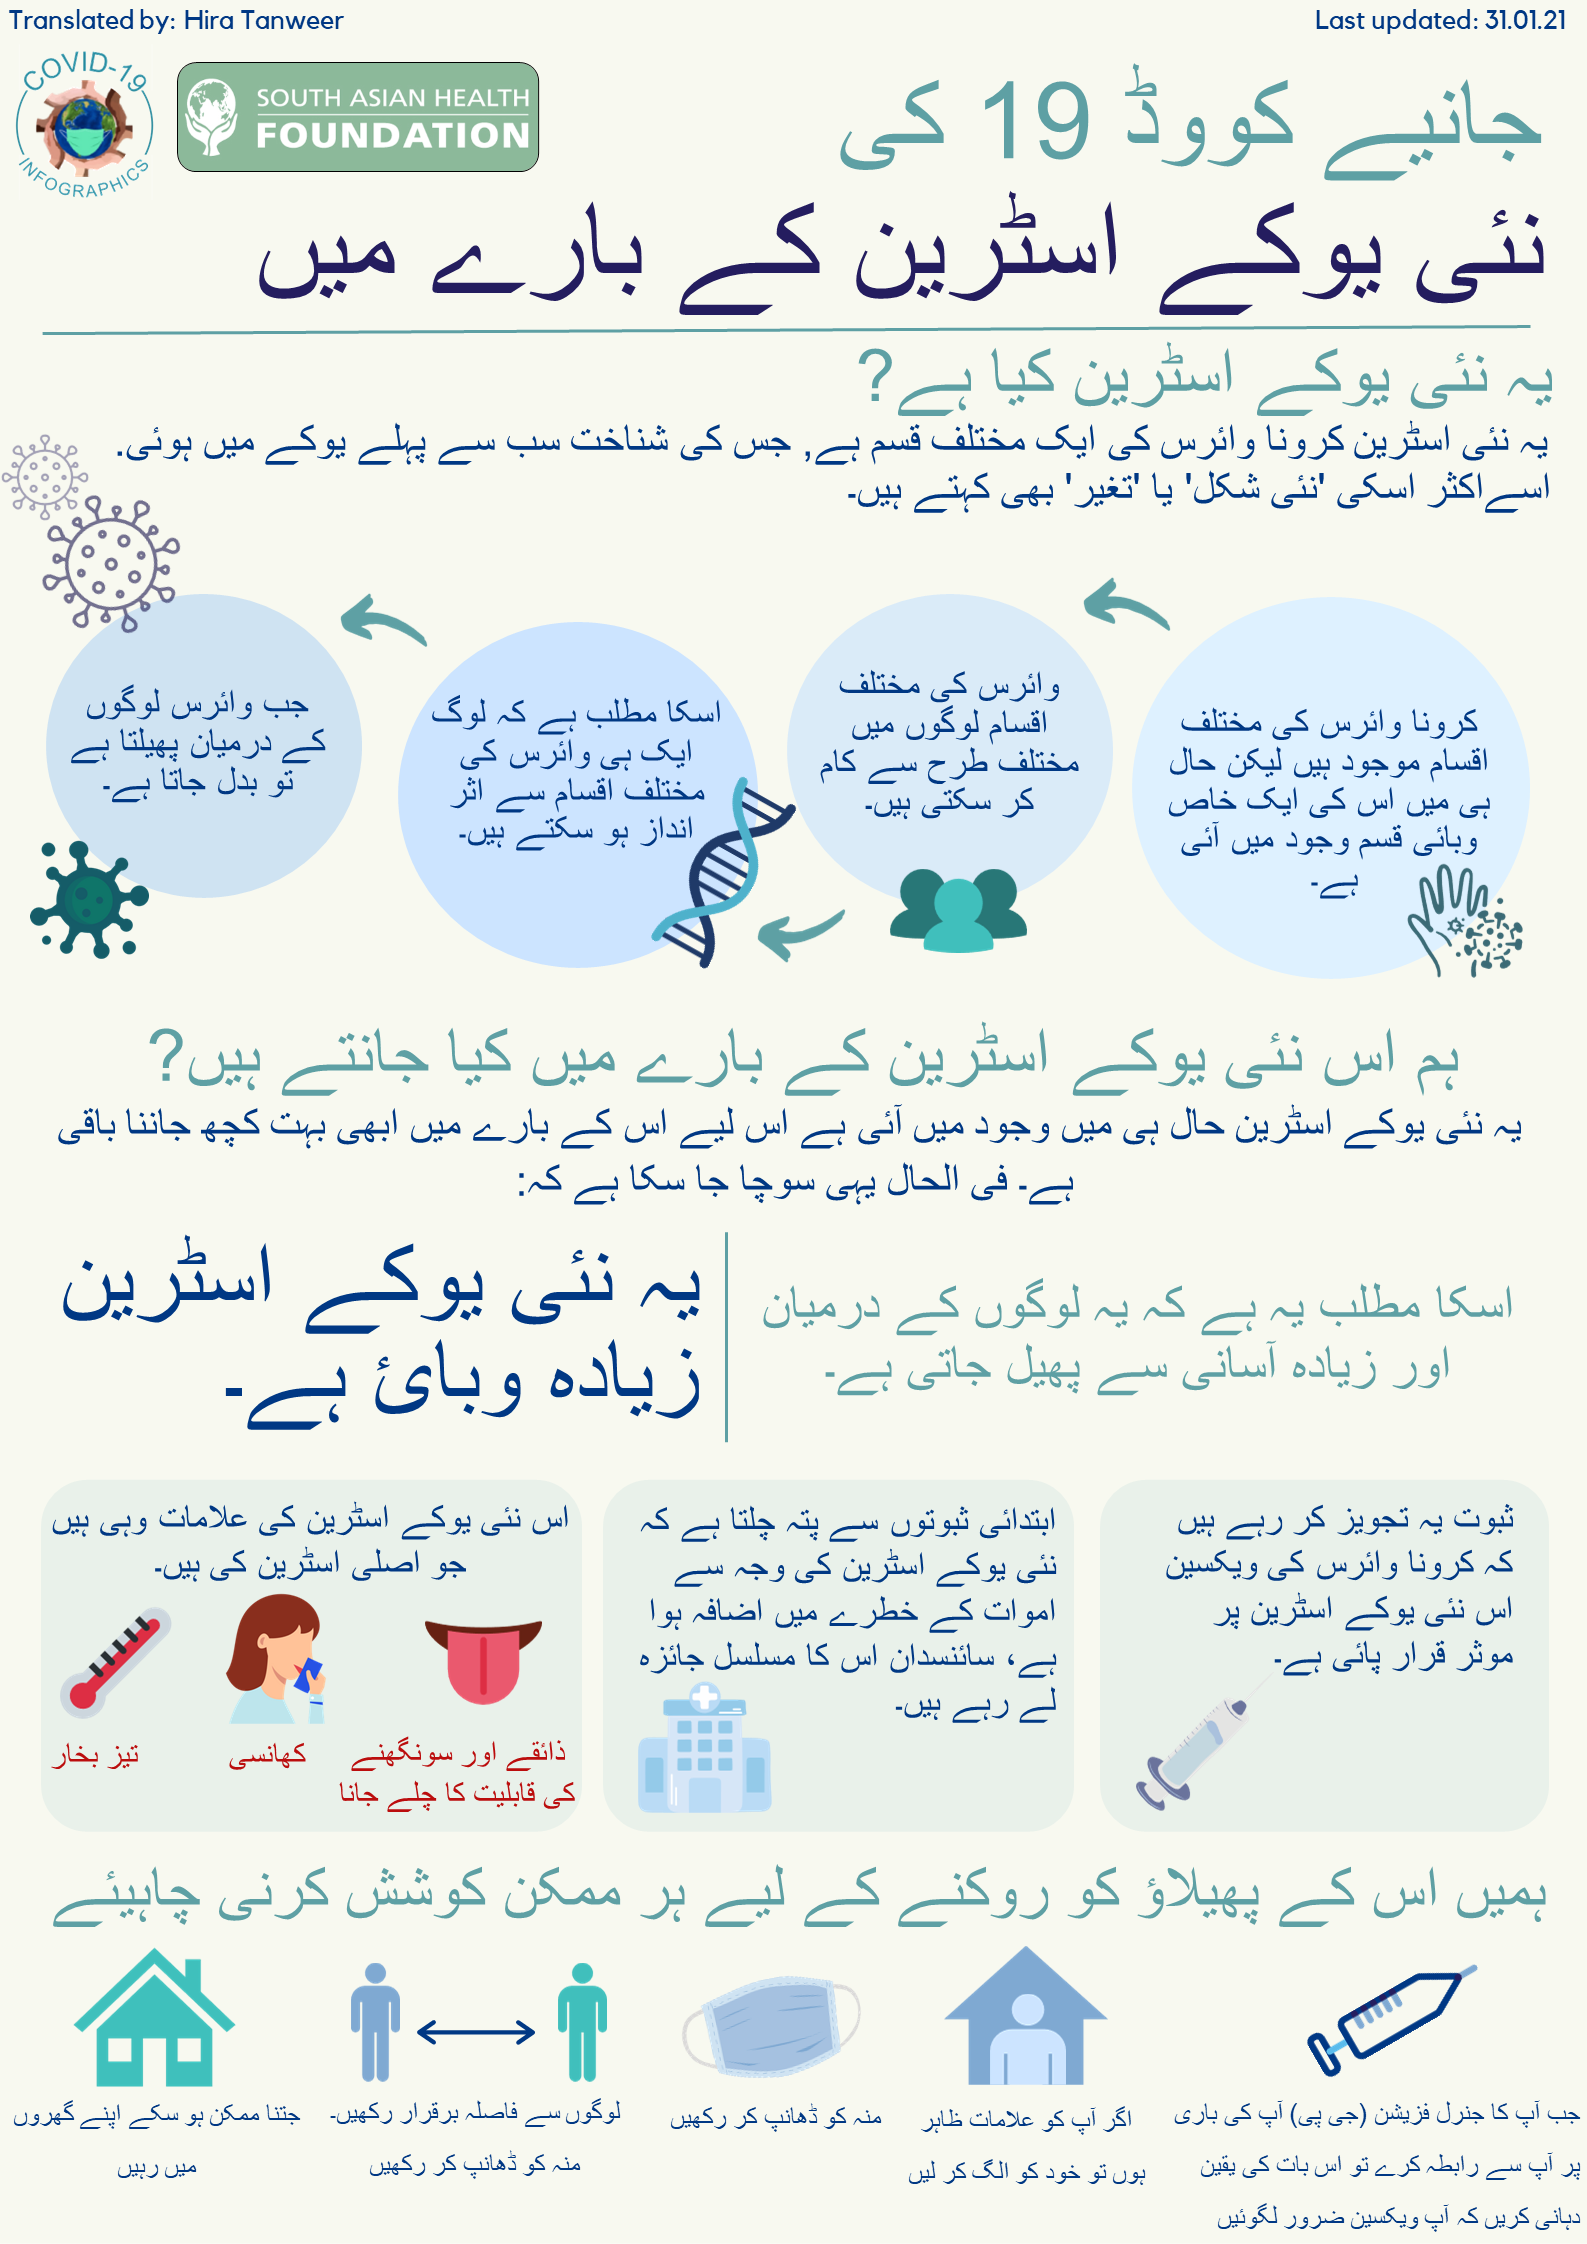 Translated by: Hira Tanweer
Last updated: 31.01.21
COVID-19
INFOGRAPHICS
SOUTH ASIAN HEALTH
FOUNDATION
جانیے کووڈ 19 کی
نئی یوکے اسٹرین کے بارے میں
یہ نئی یوکے اسٹرین کیا ہے?
یہ نئی اسٹرین کرونا وائرس کی ایک مختلف قسم ہے, جس کی شناخت سب سے پہلے یوکے میں ہوئی.
اسےاکثر اسکی 'نئی شکل' یا 'تغیر' بھی کہتے ہیں۔
کرونا وائرس کی مختلف
اقسام موجود ہیں لیکن حال
ہی میں اس کی ایک خاص
وبائی قسم وجود میں آئی
ہے۔
وائرس کی مختلف
اقسام لوگوں میں
مختلف طرح سے کام
کر سکتی ہیں۔
اسکا مطلب ہے کہ لوگ
ایک ہی وائرس کی
مختلف اقسام سے اثر
انداز ہو سکتے ہیں۔
جب وائرس لوگوں
کے درمیان پھیلتا ہے
تو بدل جاتا ہے۔
ہم اس نئی یوکے اسٹرین کے بارے میں کیا جانتے ہیں?
یہ نئی یوکے اسٹرین حال ہی میں وجود میں آئی ہے اس لیے اس کے بارے میں ابھی بہت کچھ جاننا باقی
ہے۔ فی الحال یہی سوچا جا سکا ہے کہ:
یہ نئی یوکے اسٹرین
زیادہ وبائ ہے۔
اسکا مطلب یہ ہے کہ یہ لوگوں کے درمیان
اور زیادہ آسانی سے پھیل جاتی ہے۔
ثبوت یہ تجویز کر رہے ہیں
کہ کرونا وائرس کی ویکسین
اس نئی یوکے اسٹرین پر
موثر قرار پائی ہے۔
ابتدائی ثبوتوں سے پتہ چلتا ہے کہ
نئی یوکے اسٹرین کی وجہ سے
اموات کے خطرے میں اضافہ ہوا
ہے، سائنسدان اس کا مسلسل جائزہ
لے رہے ہیں۔
اس نئی یوکے اسٹرین کی علامات وہی ہیں
جو اصلی اسٹرین کی ہیں۔
ذائقے اور سونگھنے
کی قابلیت کا چلے جانا
کھانسی
تیز بخار
ہمیں اس کے پھیلاؤ کو روکنے کے لیے ہر ممکن کوشش کرنی چاہیئے
جب آپ کا جنرل فزیشن (جی پی) آپ کی باری
پر آپ سے رابطہ کرے تو اس بات کی یقین
دہانی کریں کہ آپ ویکسین ضرور لگوئیں
اگر آپ کو علامات ظاہر
ہوں تو خود کو الگ کر لیں
منہ کو ڈھانپ کر رکھیں
لوگوں سے فاصلہ برقرار رکھیں۔
منہ کو ڈھانپ کر رکھیں
جتنا ممکن ہو سکے اپنے گھروں
میں رہیں